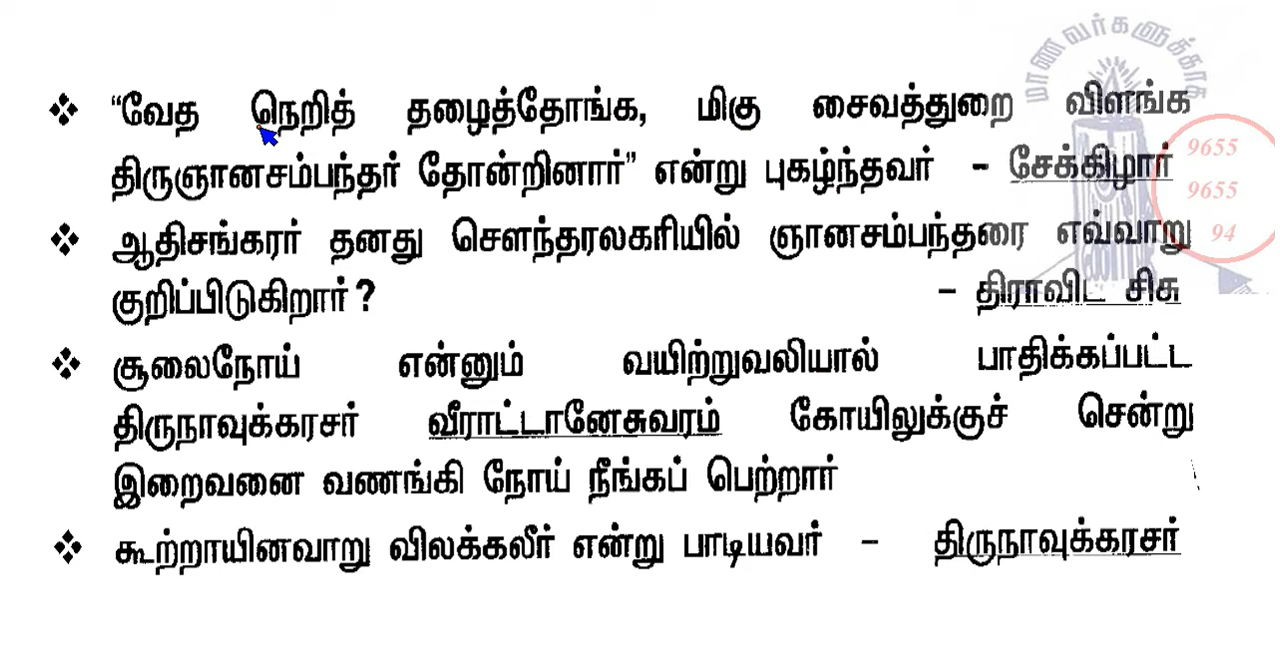 மாணவர்களுக்காக
❖ “வேத நெறித் தழைத்தோங்க, மிகு சைவத்துறை விளங்க
திருஞானசம்பந்தர் தோன்றினார்” என்று புகழ்ந்தவர் - சேக்கிழார்
9655
9655
94
❖ ஆதிசங்கரர் தனது சௌந்தரலகரியில் ஞானசம்பந்தரை எவ்வாறு
குறிப்பிடுகிறார் ? - திராவிட சிசு
❖ சூலைநோய் என்னும் வயிற்றுவலியால் பாதிக்கப்பட்ட
திருநாவுக்கரசர் வீராட்டானேசுவரம் கோயிலுக்குச் சென்று
இறைவனை வணங்கி நோய் நீங்கப் பெற்றார்
❖ கூற்றாயினவாறு விலக்கலீர் என்று பாடியவர் - திருநாவுக்கரசர்